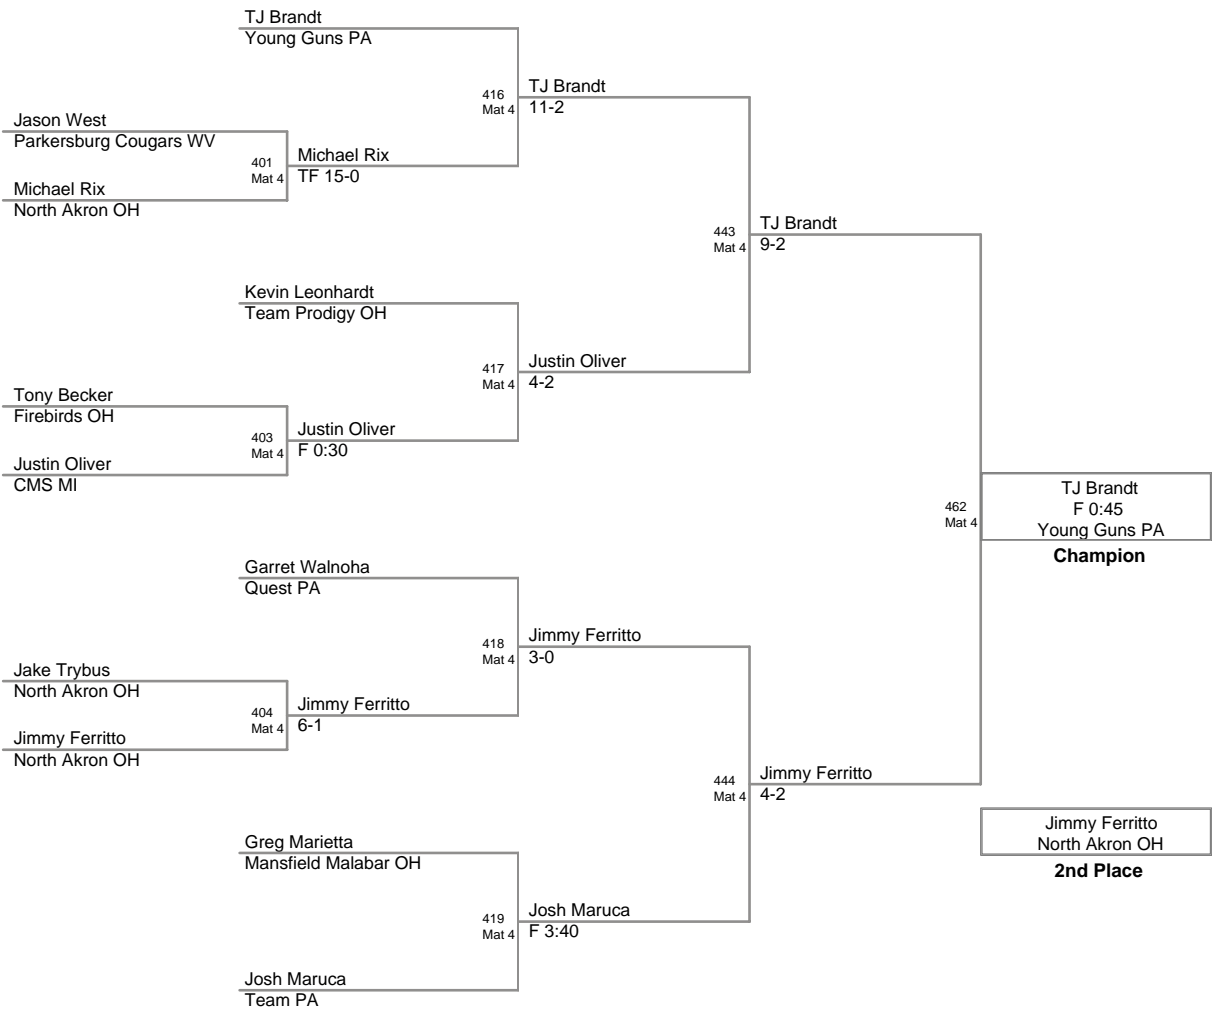 TJ Brandt
Young Guns PA
416
Mat 4
TJ Brandt
11-2
Jason West
Parkersburg Cougars WV
401
Mat 4
Michael Rix
TF 15-0
Michael Rix
North Akron OH
443
Mat 4
TJ Brandt
9-2
Kevin Leonhardt
Team Prodigy OH
417
Mat 4
Justin Oliver
4-2
Tony Becker
Firebirds OH
403
Mat 4
Justin Oliver
F 0:30
Justin Oliver
CMS MI
462
Mat 4
TJ Brandt
F 0:45
Young Guns PA
Champion
Garret Walnoha
Quest PA
418
Mat 4
Jimmy Ferritto
3-0
Jake Trybus
North Akron OH
404
Mat 4
Jimmy Ferritto
6-1
Jimmy Ferritto
North Akron OH
444
Mat 4
Jimmy Ferritto
4-2
Jimmy Ferritto
North Akron OH
2nd Place
Greg Marietta
Mansfield Malabar OH
419
Mat 4
Josh Maruca
F 3:40
Josh Maruca
Team PA